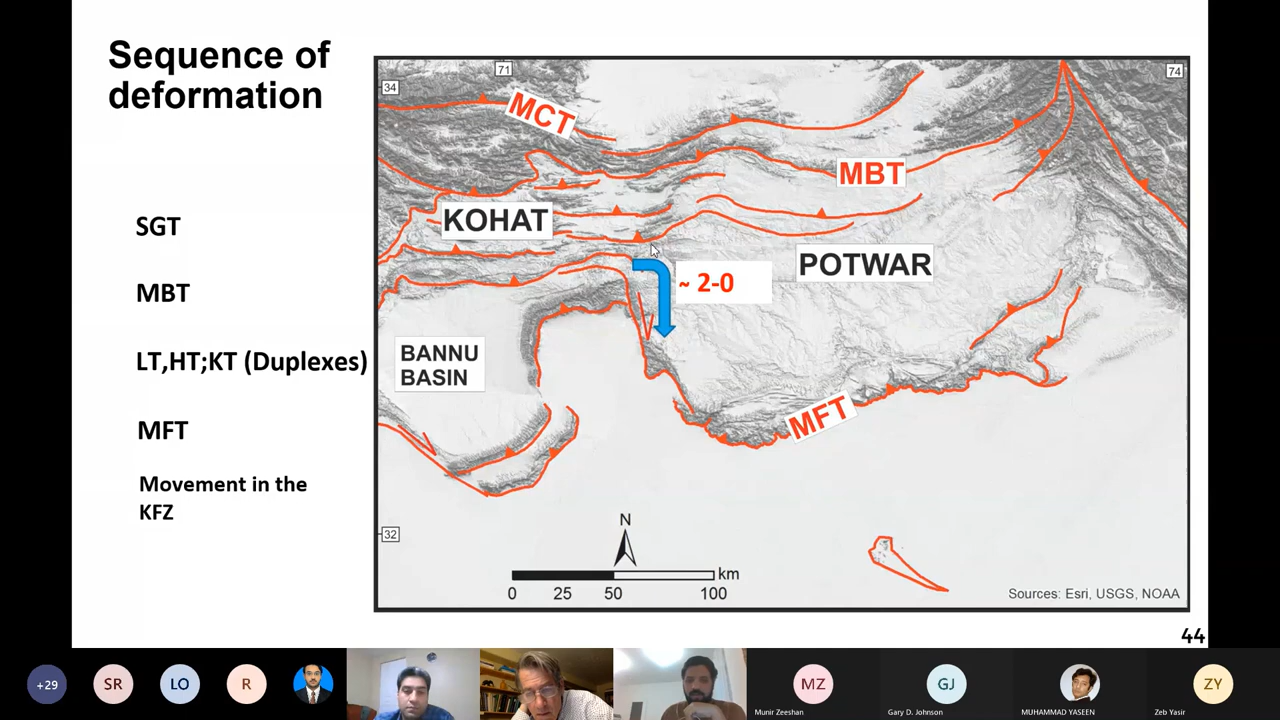 Sequence of
deformation
SGT
MBT
LT,HT;KT (Duplexes)
MFT
Movement in the
KFZ
71
74
34
MCT
MBT
KOHAT
POTWAR
~ 2-0
BANNU
BASIN
MFT
32
N
km
0 25 50 100
Sources: Esri, USGS, NOAA
44
+29
SR
LO
R
MZ
GJ
ZY
Munir Zeeshan
Gary D. Johnson
MUHAMMAD YASEEN
Zeb Yasir